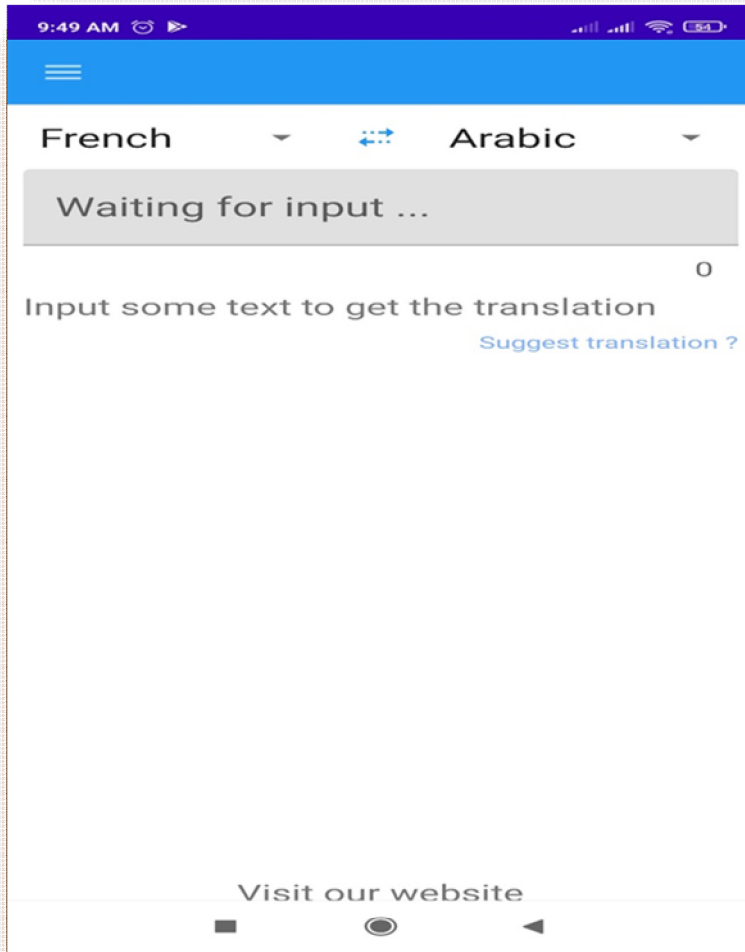 9:49 AM 54
French Arabic
Waiting for input ...
0
Input some text to get the translation
Suggest translation ?
Visit our website